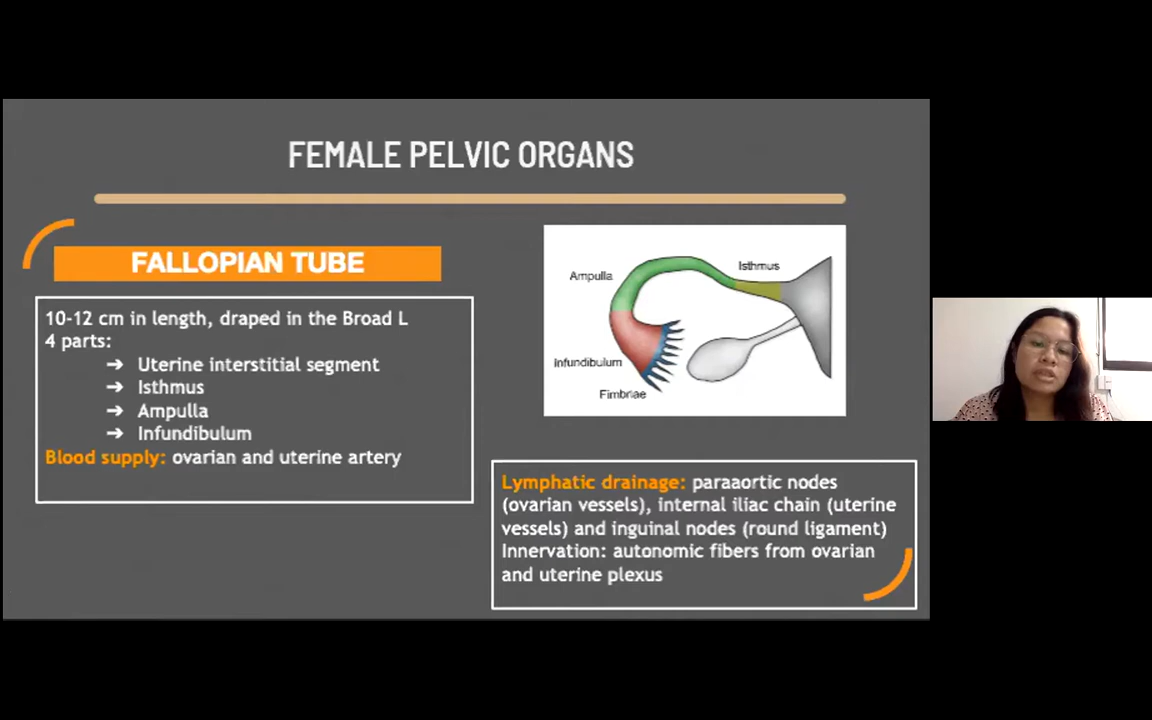 FEMALE PELVIC ORGANS
FALLOPIAN TUBE
10-12 cm in length, draped in the Broad L
4 parts:
➔ Uterine interstitial segment
➔ Isthmus
➔ Ampulla
➔ Infundibulum
Blood supply: ovarian and uterine artery
Ampulla
Isthmus
Infundibulum
Fimbriae
Lymphatic drainage: paraaortic nodes
(ovarian vessels), internal iliac chain (uterine
vessels) and inguinal nodes (round ligament)
Innervation: autonomic fibers from ovarian
and uterine plexus